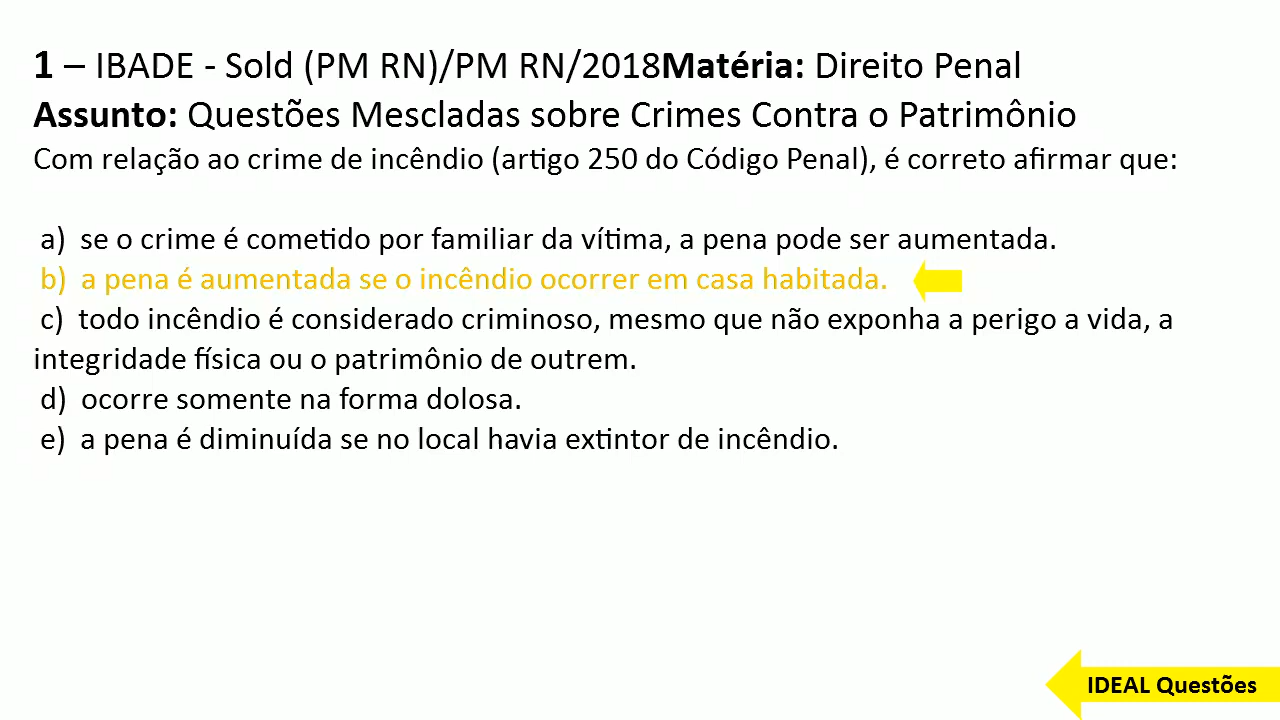 1 – IBADE - Sold (PM RN)/PM RN/2018Matéria: Direito Penal
Assunto: Questões Mescladas sobre Crimes Contra o Patrimônio
Com relação ao crime de incêndio (artigo 250 do Código Penal), é correto afirmar que:
a) se o crime é cometido por familiar da vítima, a pena pode ser aumentada.
b) a pena é aumentada se o incêndio ocorrer em casa habitada.
c) todo incêndio é considerado criminoso, mesmo que não exponha a perigo a vida, a
integridade física ou o patrimônio de outrem.
d) ocorre somente na forma dolosa.
e) a pena é diminuída se no local havia extintor de incêndio.
IDEAL Questões